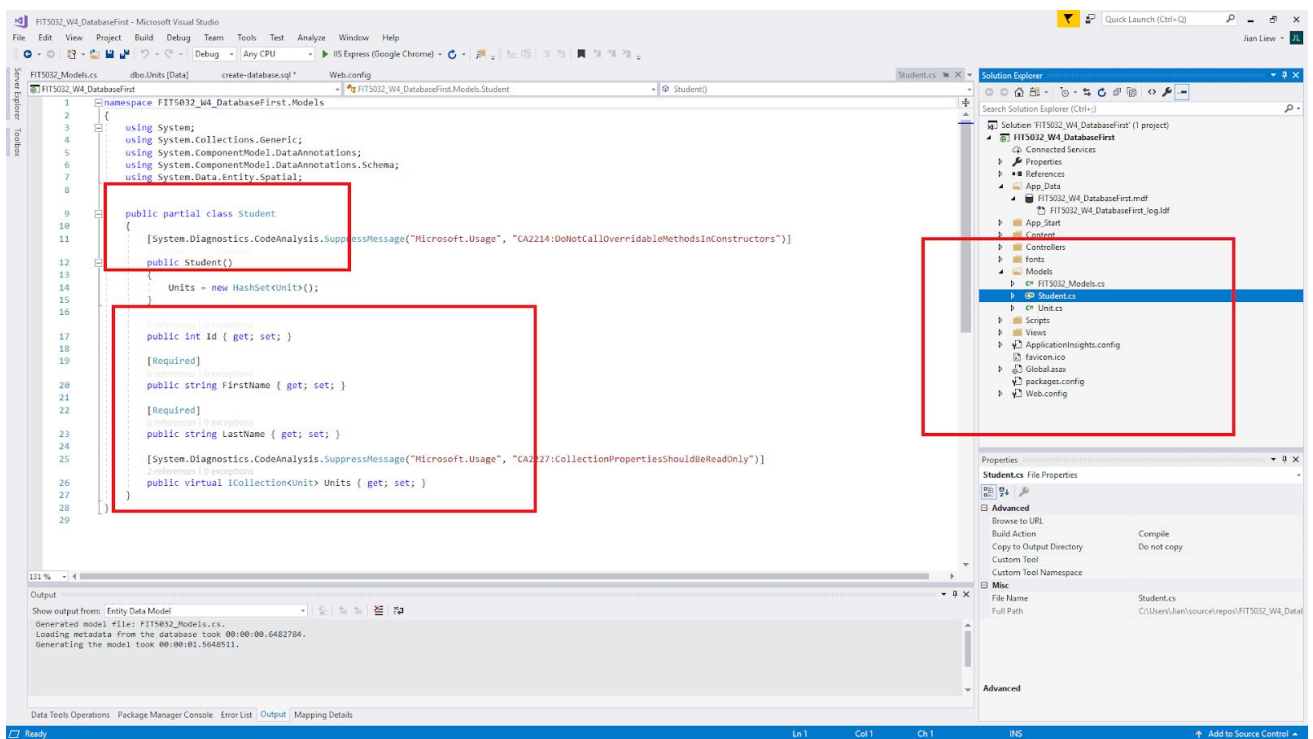 FIT5032_W4_DatabaseFirst - Microsoft Visual Studio
Quick Launch (Ctrl+Q)
File Edit View Project Build Debug Team Tools Test Analyze Window Help
Jian Liew JL
Debug Any CPU IIS Express (Google Chrome)
Server Explorer
Toolbox
FIT5032_Models.cs dbo.Units [Data] create-database.sql * Web.config Student.cs
FIT5032_W4_DatabaseFirst FIT5032_W4_DatabaseFirst.Models.Student Student()
1 namespace FIT5032_W4_DatabaseFirst.Models
2 {
3 using System;
4 using System.Collections.Generic;
5 using System.ComponentModel.DataAnnotations;
6 using System.ComponentModel.DataAnnotations.Schema;
7 using System.Data.Entity.Spatial;
8
9 public partial class Student
10 {
11 [System.Diagnostics.CodeAnalysis.SuppressMessage("Microsoft.Usage", "CA2214:DoNotCallOverridableMethodsInConstructors")]
12 public Student()
13 {
14 Units = new HashSet<Unit>();
15 }
16
0 references | 0 exceptions
17 public int Id { get; set; }
18
19 [Required]
0 references | 0 exceptions
20 public string FirstName { get; set; }
21
22 [Required]
0 references | 0 exceptions
23 public string LastName { get; set; }
24
25 [System.Diagnostics.CodeAnalysis.SuppressMessage("Microsoft.Usage", "CA2227:CollectionPropertiesShouldBeReadOnly")]
2 references | 0 exceptions
26 public virtual ICollection<Unit> Units { get; set; }
27 }
28 }
29
131 %
Output
Show output from: Entity Data Model
Generated model file: FIT5032_Models.cs.
Loading metadata from the database took 00:00:00.6482784.
Generating the model took 00:00:01.5648511.
Data Tools Operations Package Manager Console Error List Output Mapping Details
Solution Explorer
Search Solution Explorer (Ctrl+;)
Solution 'FIT5032_W4_DatabaseFirst' (1 project)
FIT5032_W4_DatabaseFirst
Connected Services
Properties
References
App_Data
FIT5032_W4_DatabaseFirst.mdf
FIT5032_W4_DatabaseFirst_log.ldf
App_Start
Content
Controllers
fonts
Models
FIT5032_Models.cs
Student.cs
Unit.cs
Scripts
Views
ApplicationInsights.config
favicon.ico
Global.asax
packages.config
Web.config
Properties
Student.cs File Properties
Advanced
Browse to URL
Build Action Compile
Copy to Output Directory Do not copy
Custom Tool
Custom Tool Namespace
Misc
File Name Student.cs
Full Path C:\Users\Jian\source\repos\FIT5032_W4_Datal
Advanced
Ready Ln 1 Col 1 Ch 1 INS Add to Source Control